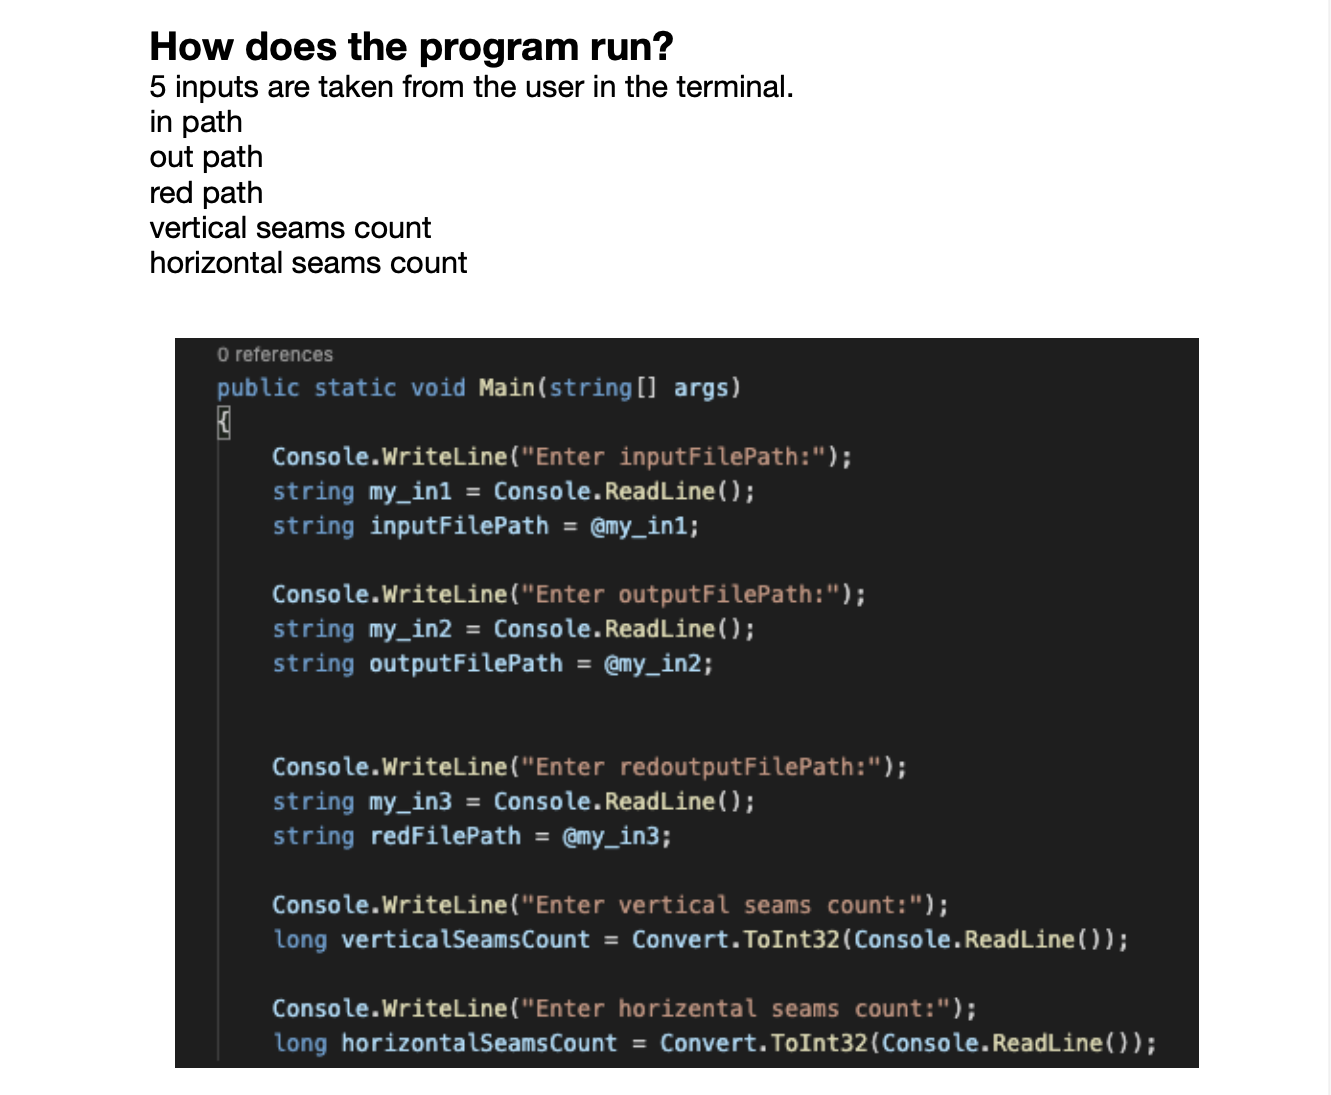 How does the program run?
5 inputs are taken from the user in the terminal.
in path
out path
red path
vertical seams count
horizontal seams count
0 references
public static void Main(string[] args)
{
Console.WriteLine("Enter inputFilePath:");
string my_in1 = Console.ReadLine();
string inputFilePath = @my_in1;
Console.WriteLine("Enter outputFilePath:");
string my_in2 = Console.ReadLine();
string outputFilePath = @my_in2;
Console.WriteLine("Enter redoutputFilePath:");
string my_in3 = Console.ReadLine();
string redFilePath = @my_in3;
Console.WriteLine("Enter vertical seams count:");
long verticalSeamsCount = Convert.ToInt32(Console.ReadLine());
Console.WriteLine("Enter horizental seams count:");
long horizontalSeamsCount = Convert.ToInt32(Console.ReadLine());